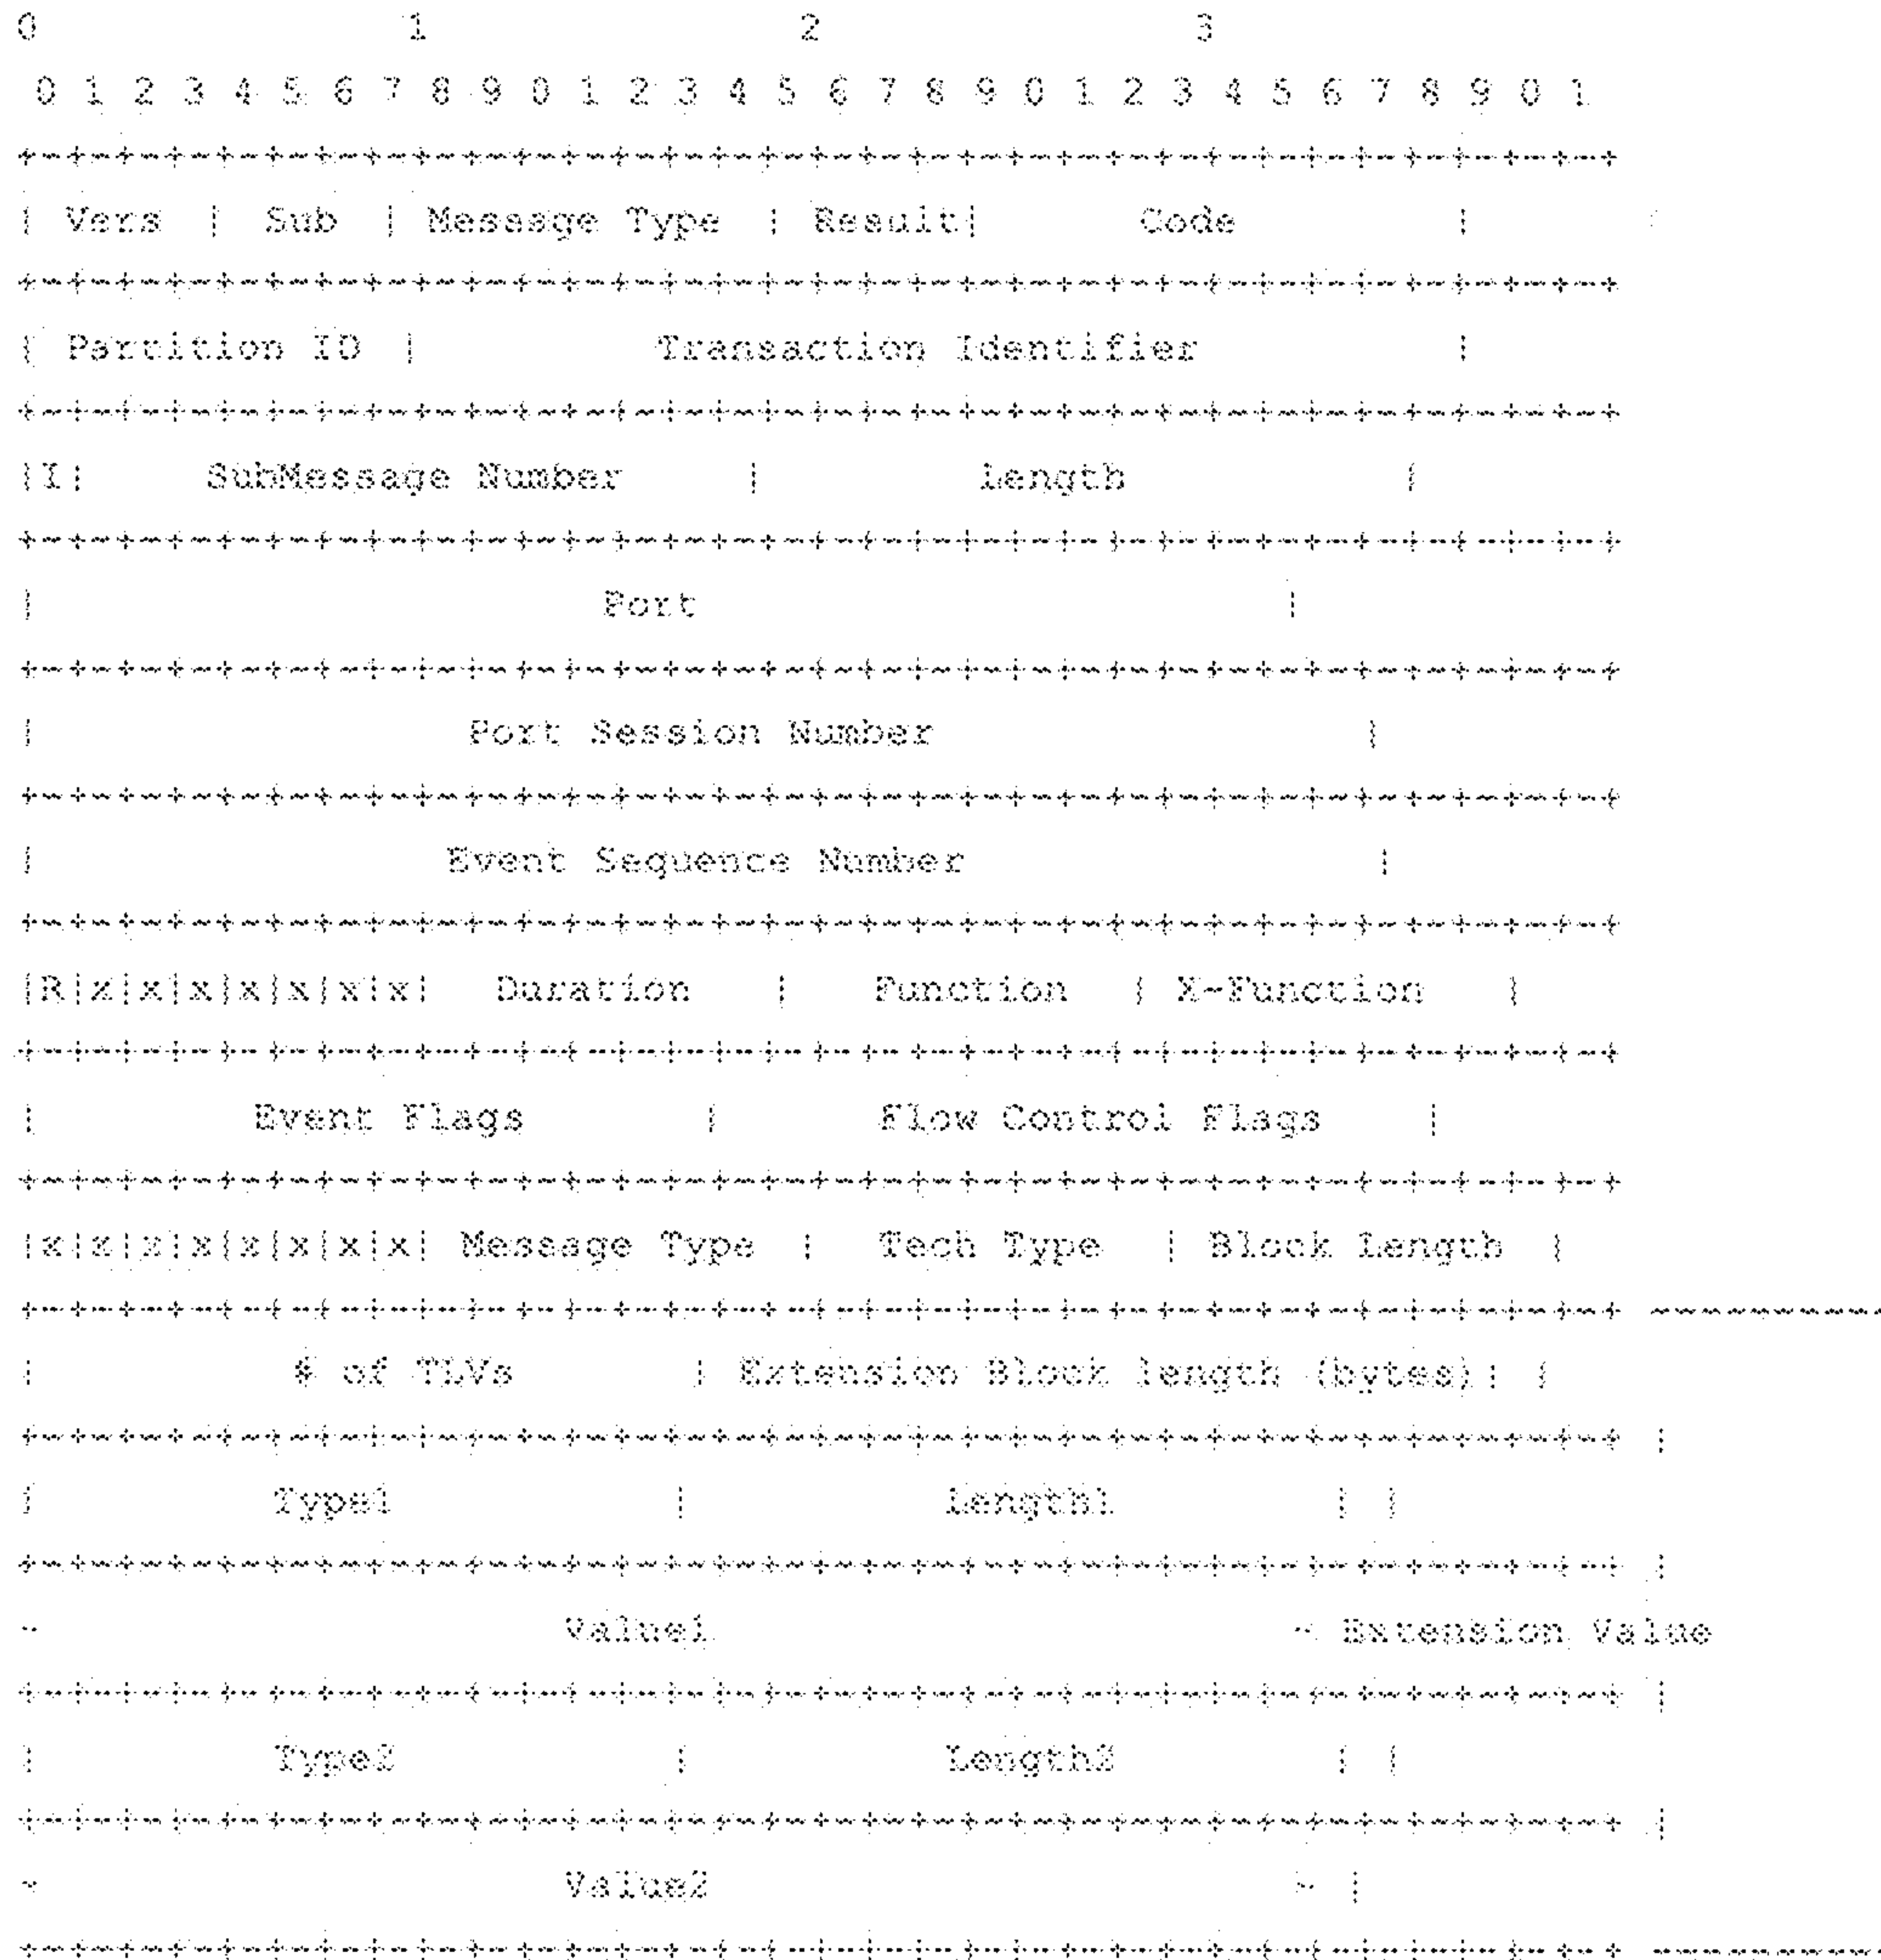 0 1 2 3
0 1 2 3 4 5 6 7 8 9 0 1 2 3 4 5 6 7 8 9 0 1 2 3 4 5 6 7 8 9 0 1
+-+-+-+-+-+-+-+-+-+-+-+-+-+-+-+-+-+-+-+-+-+-+-+-+-+-+-+-+-+-+-+-+
| Vers | Sub | Message Type | Result| Code |
+-+-+-+-+-+-+-+-+-+-+-+-+-+-+-+-+-+-+-+-+-+-+-+-+-+-+-+-+-+-+-+-+
| Partition ID | Transaction Identifier |
+-+-+-+-+-+-+-+-+-+-+-+-+-+-+-+-+-+-+-+-+-+-+-+-+-+-+-+-+-+-+-+-+
|I| SubMessage Number | Length |
+-+-+-+-+-+-+-+-+-+-+-+-+-+-+-+-+-+-+-+-+-+-+-+-+-+-+-+-+-+-+-+-+
| Port |
+-+-+-+-+-+-+-+-+-+-+-+-+-+-+-+-+-+-+-+-+-+-+-+-+-+-+-+-+-+-+-+-+
| Port Session Number |
+-+-+-+-+-+-+-+-+-+-+-+-+-+-+-+-+-+-+-+-+-+-+-+-+-+-+-+-+-+-+-+-+
| Event Sequence Number |
+-+-+-+-+-+-+-+-+-+-+-+-+-+-+-+-+-+-+-+-+-+-+-+-+-+-+-+-+-+-+-+-+
|R|x|x|x|x|x|x|x| Duration | Function | X-Function |
+-+-+-+-+-+-+-+-+-+-+-+-+-+-+-+-+-+-+-+-+-+-+-+-+-+-+-+-+-+-+-+-+
| Event Flags | Flow Control Flags |
+-+-+-+-+-+-+-+-+-+-+-+-+-+-+-+-+-+-+-+-+-+-+-+-+-+-+-+-+-+-+-+-+
|x|x|x|x|x|x|x|x| Message Type | Tech Type | Block Length |
+-+-+-+-+-+-+-+-+-+-+-+-+-+-+-+-+-+-+-+-+-+-+-+-+-+-+-+-+-+-+-+-+ ----------
| # of TLVs | Extension Block length (bytes)| |
+-+-+-+-+-+-+-+-+-+-+-+-+-+-+-+-+-+-+-+-+-+-+-+-+-+-+-+-+-+-+-+-+ |
| Type1 | Length1 | |
+-+-+-+-+-+-+-+-+-+-+-+-+-+-+-+-+-+-+-+-+-+-+-+-+-+-+-+-+-+-+-+-+ |
~ Value1 ~ Extension Value
+-+-+-+-+-+-+-+-+-+-+-+-+-+-+-+-+-+-+-+-+-+-+-+-+-+-+-+-+-+-+-+-+ |
| Type2 | Length2 | |
+-+-+-+-+-+-+-+-+-+-+-+-+-+-+-+-+-+-+-+-+-+-+-+-+-+-+-+-+-+-+-+-+ |
~ Value2 ~ |
+-+-+-+-+-+-+-+-+-+-+-+-+-+-+-+-+-+-+-+-+-+-+-+-+-+-+-+-+-+-+-+-+ ----------